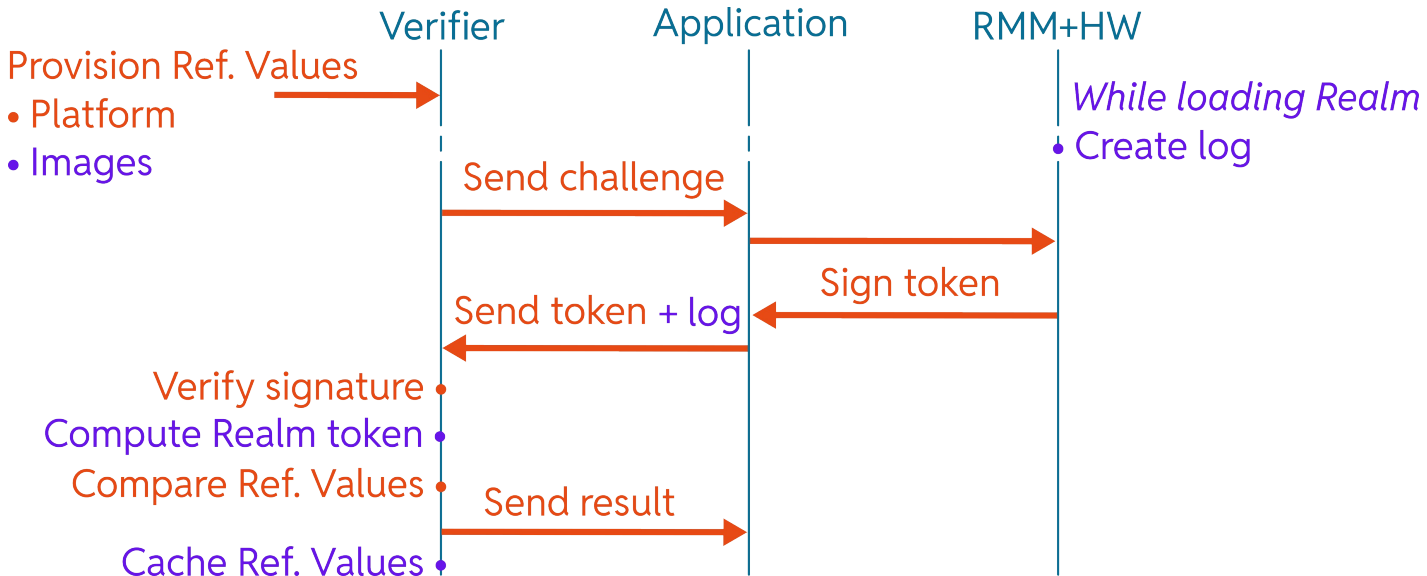 Verifier
Application
RMM+HW
Provision Ref. Values
• Platform
• Images
While loading Realm
• Create log
Send challenge
Sign token
Send token + log
Verify signature
Compute Realm token
Compare Ref. Values
Send result
Cache Ref. Values